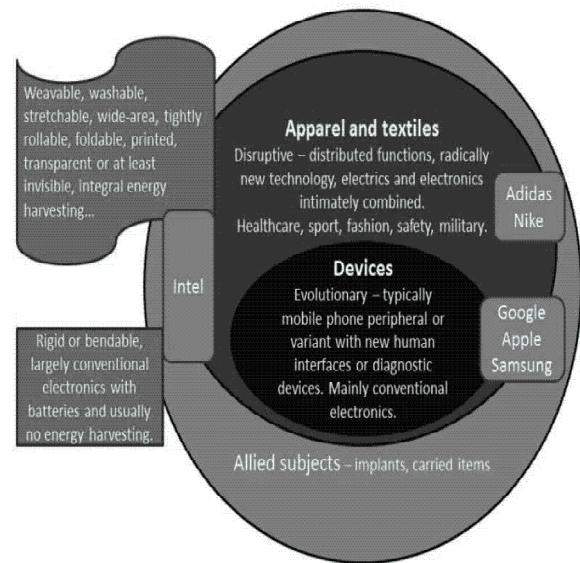 Weavable, washable,
stretchable, wide-area, tightly
rollable, foldable, printed,
transparent or at least
invisible, integral energy
harvesting...
Apparel and textiles
Disruptive – distributed functions, radically
new technology, electrics and electronics
intimately combined.
Healthcare, sport, fashion, safety, military.
Adidas
Nike
Intel
Devices
Evolutionary – typically
mobile phone peripheral or
variant with new human
interfaces or diagnostic
devices. Mainly conventional
electronics.
Google
Apple
Samsung
Rigid or bendable,
largely conventional
electronics with
batteries and usually
no energy harvesting.
Allied subjects – implants, carried items